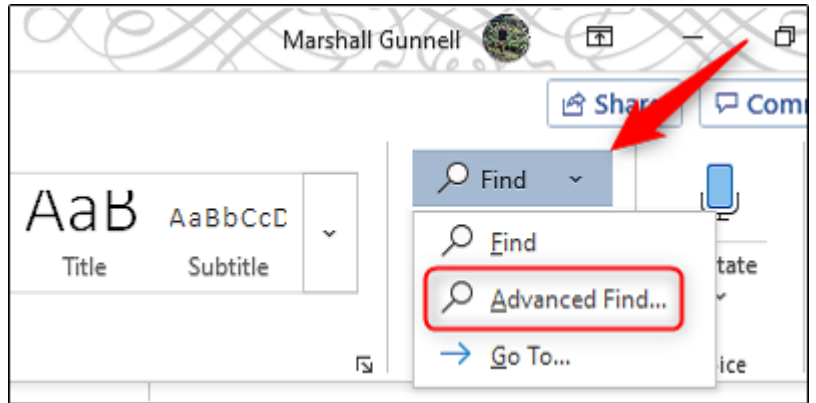 Marshall Gunnell
Share
Find
AaB
AaBbCcD
Title
Subtitle
Find
Advanced Find...
Go To...